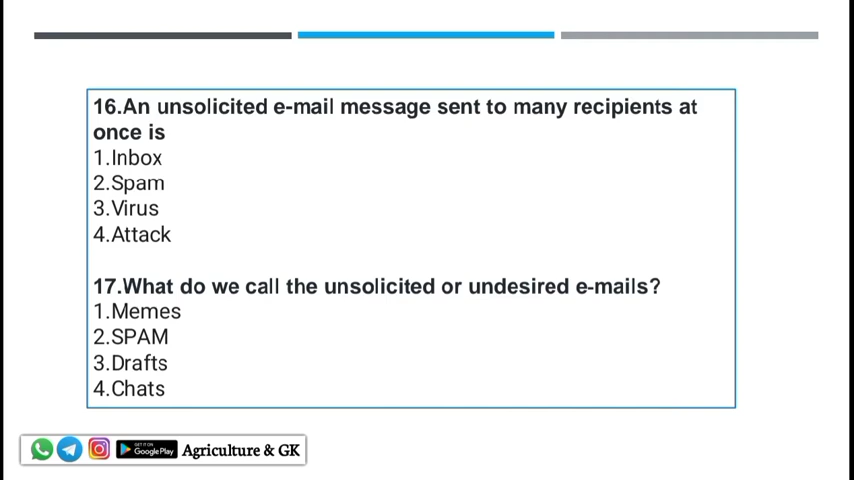 16.An unsolicited e-mail message sent to many recipients at
once is
1.Inbox
2.Spam
3.Virus
4.Attack
17.What do we call the unsolicited or undesired e-mails?
1.Memes
2.SPAM
3.Drafts
4.Chats
GET IT ON
Google Play
Agriculture & GK